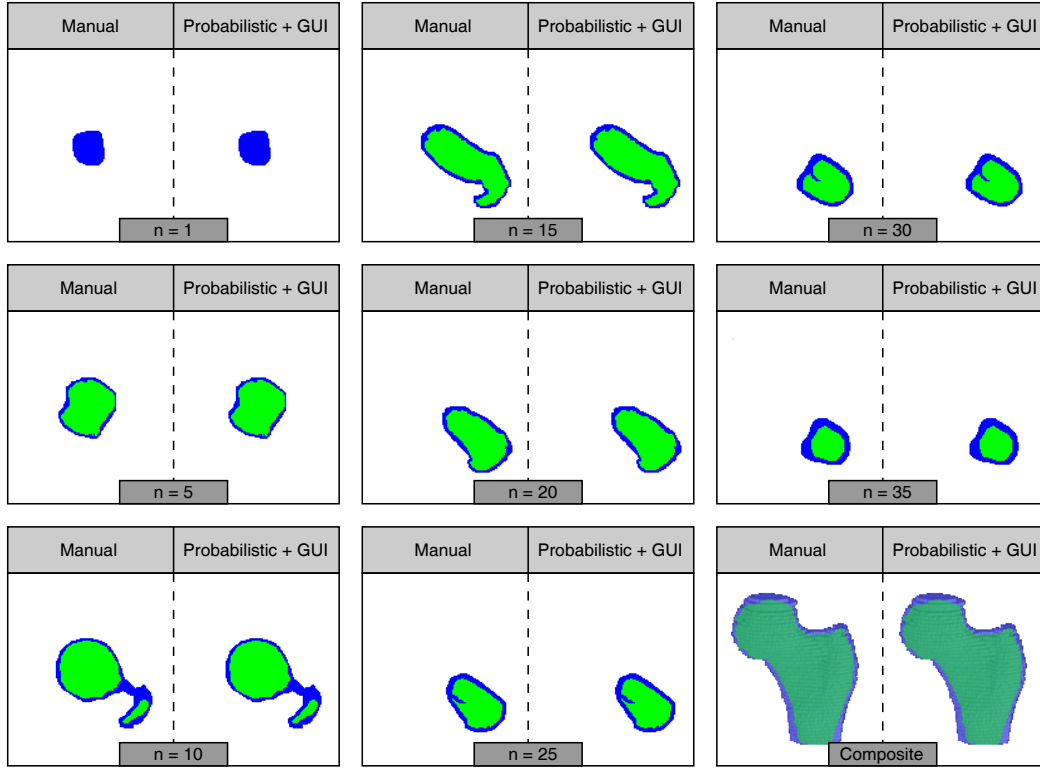 Manual Probabilistic + GUI
n = 1
Manual Probabilistic + GUI
n = 15
Manual Probabilistic + GUI
n = 30
Manual Probabilistic + GUI
n = 5
Manual Probabilistic + GUI
n = 20
Manual Probabilistic + GUI
n = 35
Manual Probabilistic + GUI
n = 10
Manual Probabilistic + GUI
n = 25
Manual Probabilistic + GUI
Composite